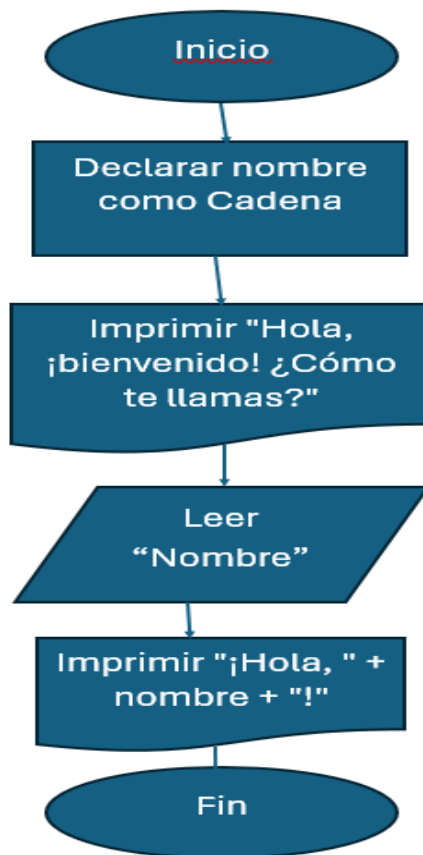 Inicio
Declarar nombre
como Cadena
Imprimir "Hola,
¡bienvenido! ¿Cómo
te llamas?"
Leer
“Nombre”
Imprimir "¡Hola, " +
nombre + "!"
Fin